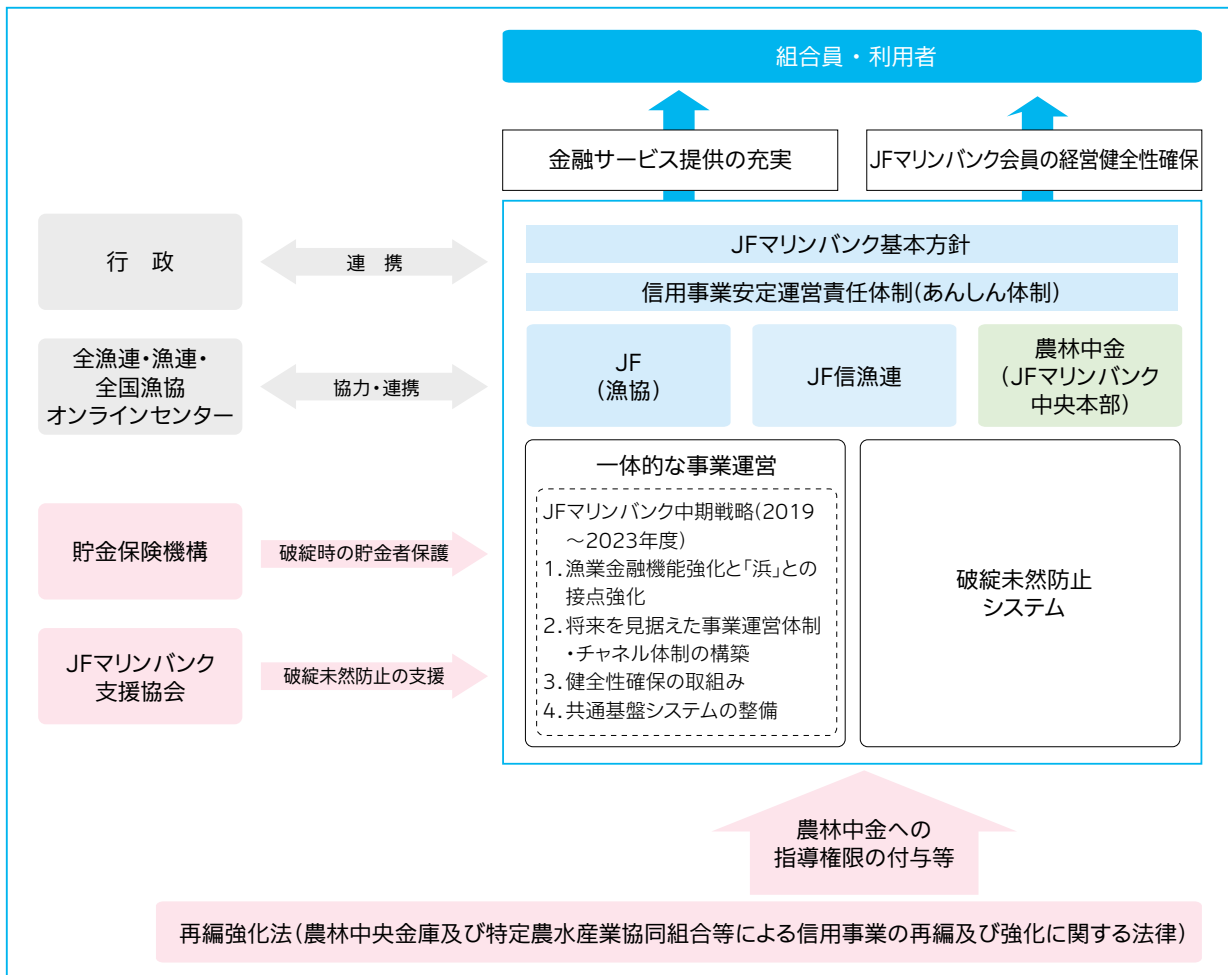 組合員・利用者
金融サービス提供の充実
JFマリンバンク会員の経営健全性確保
行　政
連　携
JFマリンバンク基本方針
信用事業安定運営責任体制(あんしん体制)
全漁連・漁連・
全国漁協
オンラインセンター
協力・連携
JF
(漁協)
JF信漁連
農林中金
(JFマリンバンク
中央本部)
貯金保険機構
破綻時の貯金者保護
JFマリンバンク
支援協会
破綻未然防止の支援
一体的な事業運営
JFマリンバンク中期戦略(2019
～2023年度)
1. 漁業金融機能強化と「浜」との
接点強化
2. 将来を見据えた事業運営体制
・チャネル体制の構築
3. 健全性確保の取組み
4. 共通基盤システムの整備
破綻未然防止
システム
農林中金への
指導権限の付与等
再編強化法(農林中央金庫及び特定農水産業協同組合等による信用事業の再編及び強化に関する法律)